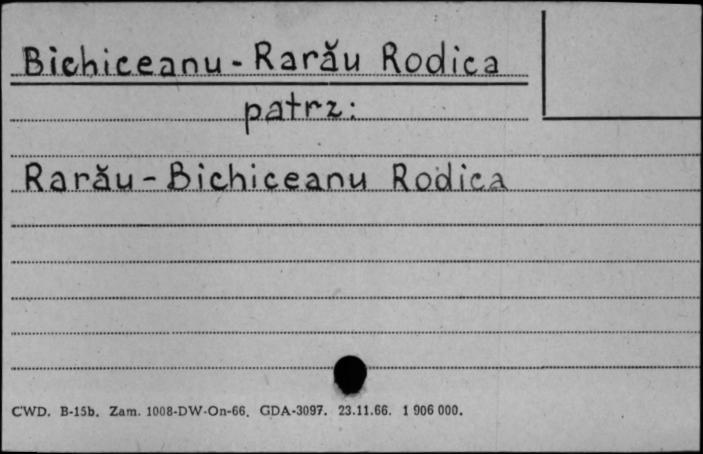 Bichiceanu - Rarău Rodica
patrz:
Rarău - Bichiceanu Rodica
CWD. B-15b. Zam. 1008-DW-On-66. GDA-3097. 23.11.66. 1 906 000.